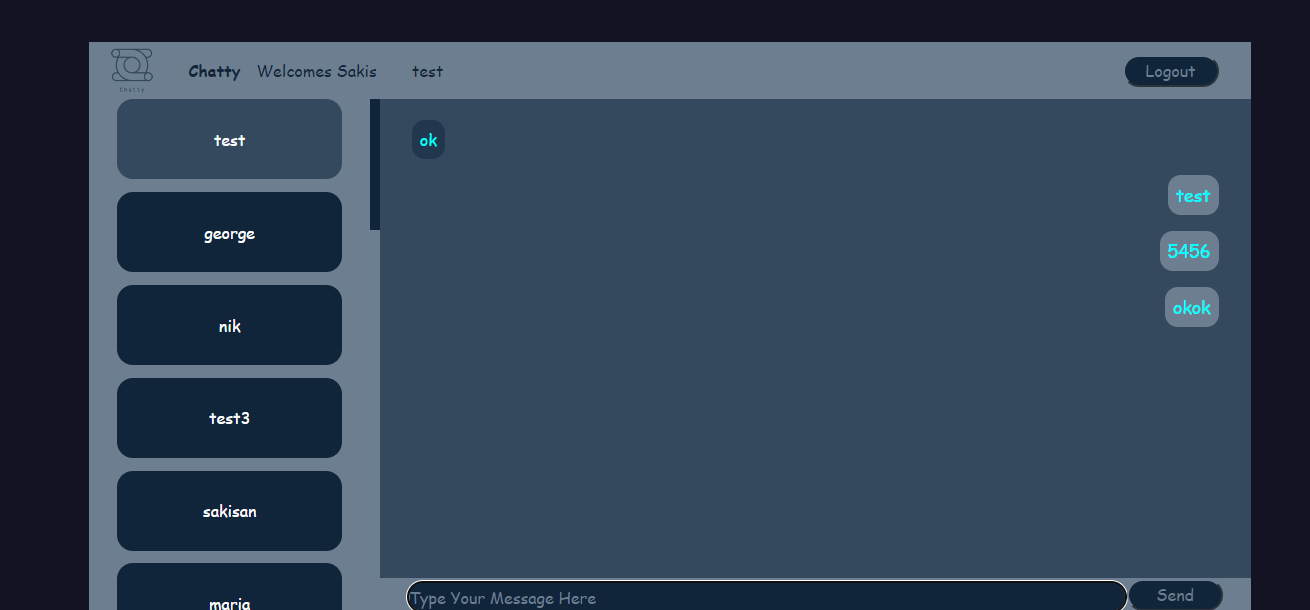 Chatty
Chatty Welcomes Sakis
test
Logout
test
george
nik
test3
sakisan
maria
ok
test
5456
okok
Type Your Message Here
Send